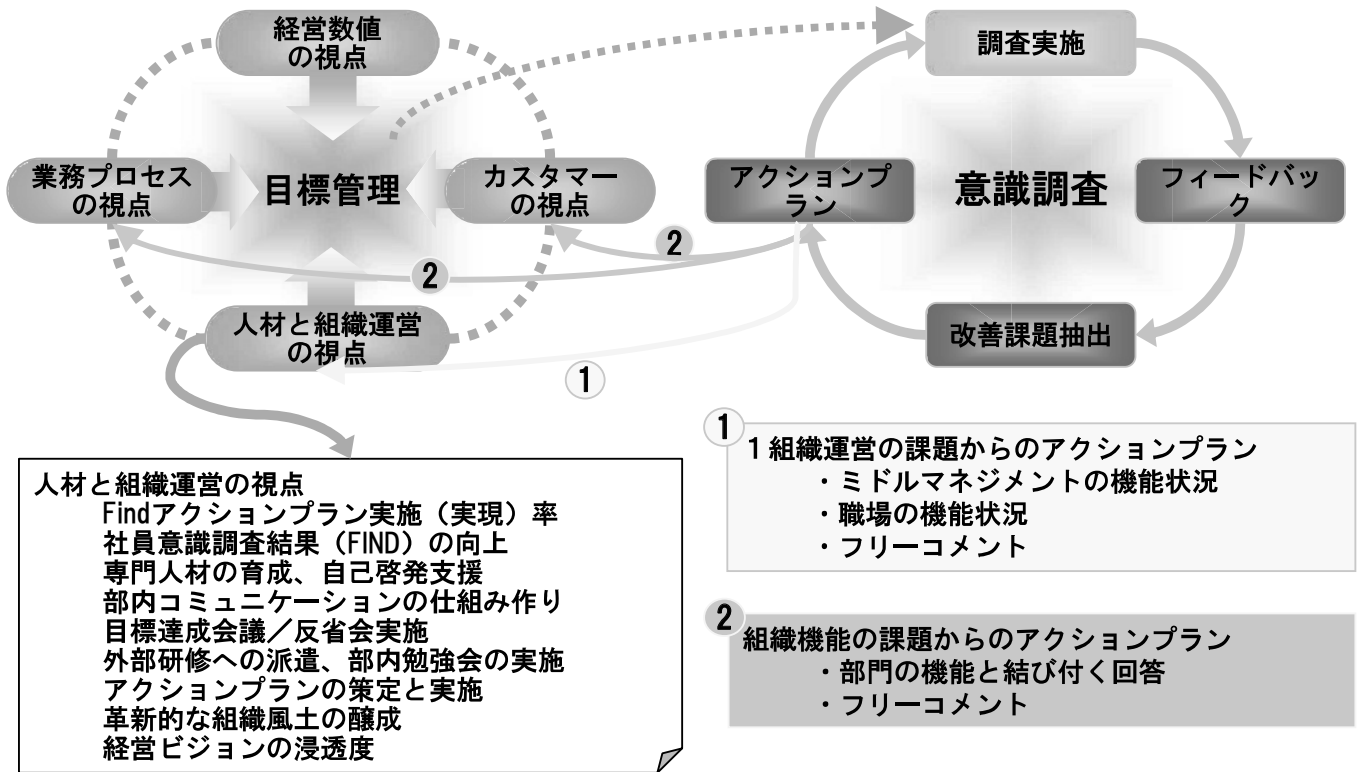 経営数値
の視点
業務プロセス
の視点
目標管理
カスタマー
の視点
人材と組織運営
の視点
2
2
1
調査実施
アクションプ
ラン
意識調査
フィードバッ
ク
改善課題抽出
人材と組織運営の視点
Findアクションプラン実施（実現）率
社員意識調査結果（FIND）の向上
専門人材の育成、自己啓発支援
部内コミュニケーションの仕組み作り
目標達成会議／反省会実施
外部研修への派遣、部内勉強会の実施
アクションプランの策定と実施
革新的な組織風土の醸成
経営ビジョンの浸透度
1
1組織運営の課題からのアクションプラン
・ミドルマネジメントの機能状況
・職場の機能状況
・フリーコメント
2
組織機能の課題からのアクションプラン
・部門の機能と結び付く回答
・フリーコメント